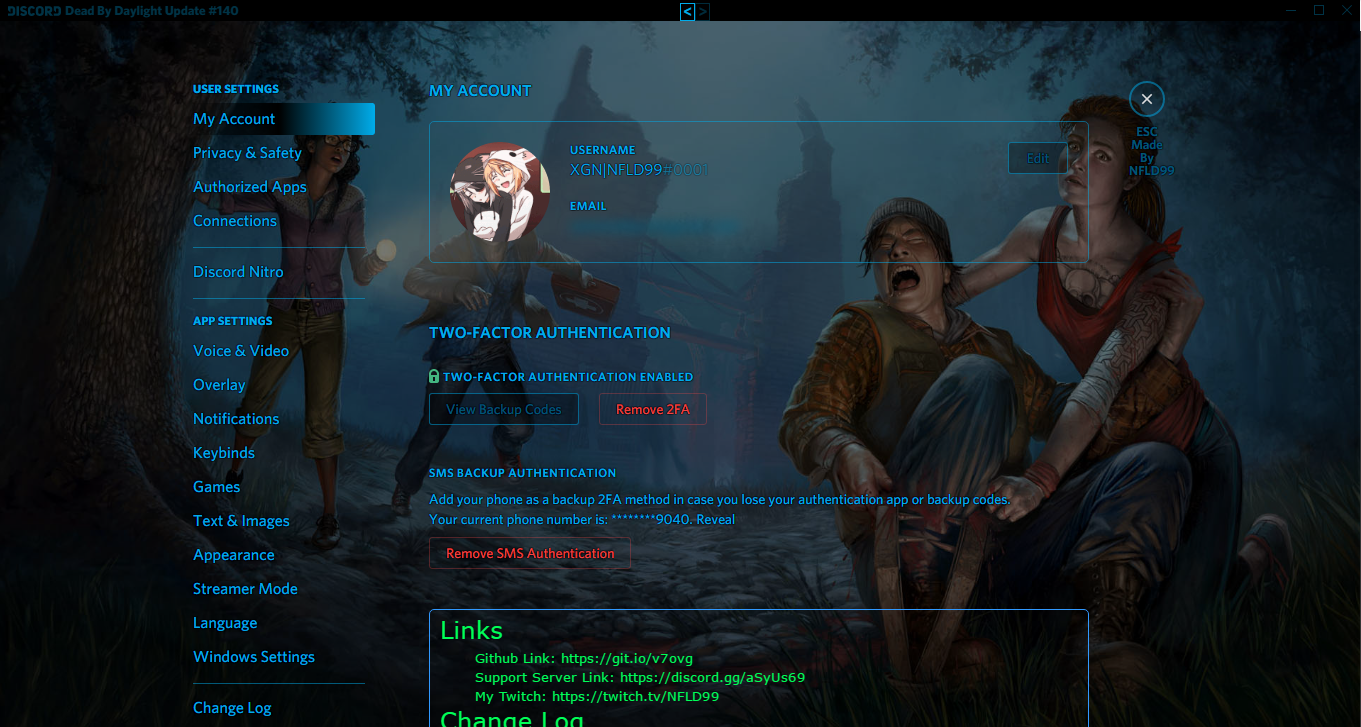 DISCORD Dead By Daylight Update #140
< >
USER SETTINGS
My Account
Privacy & Safety
Authorized Apps
Connections
Discord Nitro
APP SETTINGS
Voice & Video
Overlay
Notifications
Keybinds
Games
Text & Images
Appearance
Streamer Mode
Language
Windows Settings
Change Log
MY ACCOUNT
USERNAME
XGN|NFLD99#0001
Edit
EMAIL
ESC
Made
By
NFLD99
TWO-FACTOR AUTHENTICATION
TWO-FACTOR AUTHENTICATION ENABLED
View Backup Codes
Remove 2FA
SMS BACKUP AUTHENTICATION
Add your phone as a backup 2FA method in case you lose your authentication app or backup codes.
Your current phone number is: ********9040. Reveal
Remove SMS Authentication
Links
Github Link: https://git.io/v7ovg
Support Server Link: https://discord.gg/aSyUs69
My Twitch: https://twitch.tv/NFLD99
Change Log